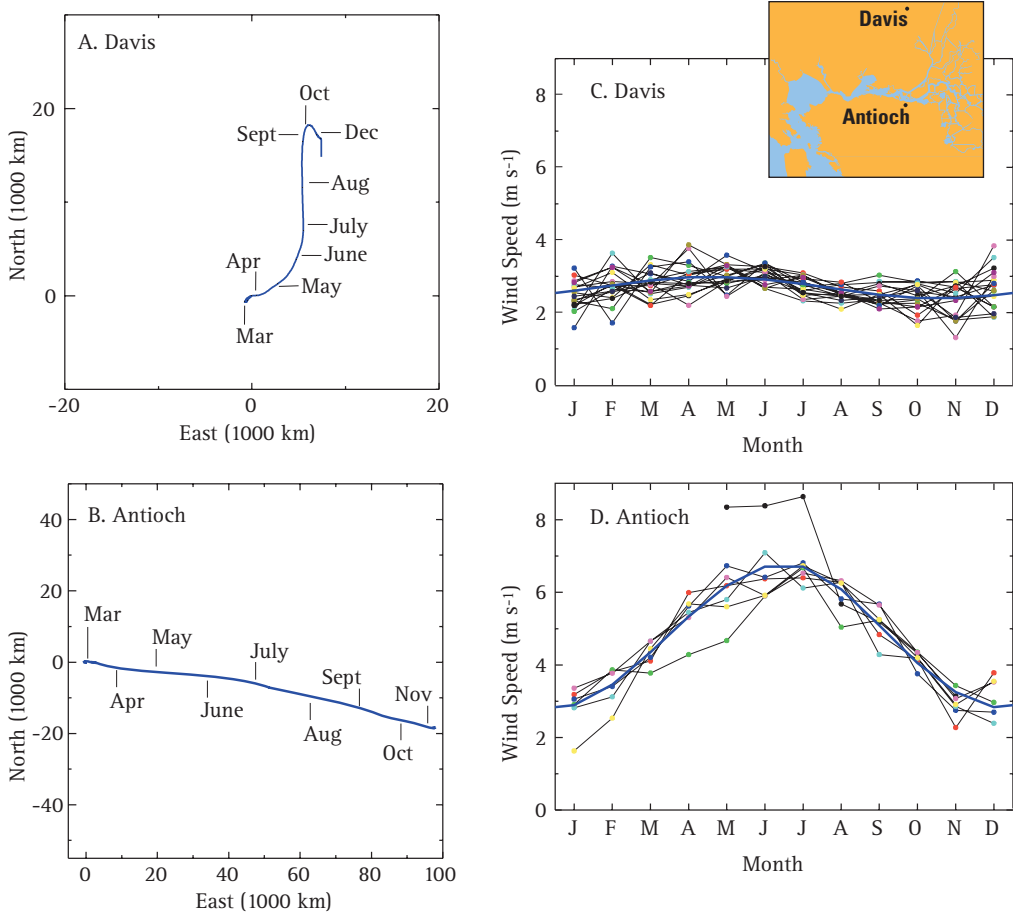 A. Davis
North (1000 km)
20
0
Oct
Sept
Dec
Aug
July
June
Apr
May
Mar
-20
0
20
East (1000 km)
Davis
Antioch
C. Davis
Wind Speed (m s⁻¹)
8
6
4
2
0
J F M A M J J A S O N D
Month
B. Antioch
North (1000 km)
40
20
0
-20
-40
Mar
May
July
Sept
Nov
Apr
June
Aug
Oct
0 20 40 60 80 100
East (1000 km)
D. Antioch
Wind Speed (m s⁻¹)
8
6
4
2
0
J F M A M J J A S O N D
Month